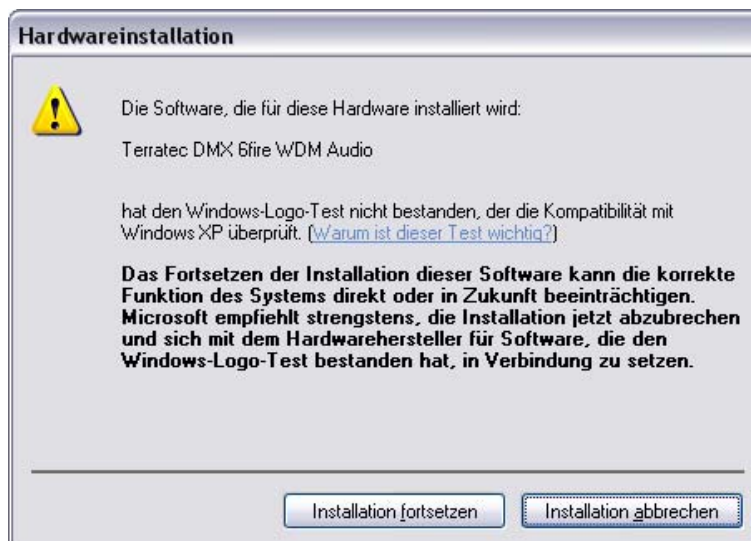 Hardwareinstallation
Die Software, die für diese Hardware installiert wird:
Terratec DMX 6fire WDM Audio
hat den Windows-Logo-Test nicht bestanden, der die Kompatibilität mit
Windows XP überprüft. (Warum ist dieser Test wichtig?)
Das Fortsetzen der Installation dieser Software kann die korrekte
Funktion des Systems direkt oder in Zukunft beeinträchtigen.
Microsoft empfiehlt strengstens, die Installation jetzt abzubrechen
und sich mit dem Hardwarehersteller für Software, die den
Windows-Logo-Test bestanden hat, in Verbindung zu setzen.
Installation fortsetzen
Installation abbrechen